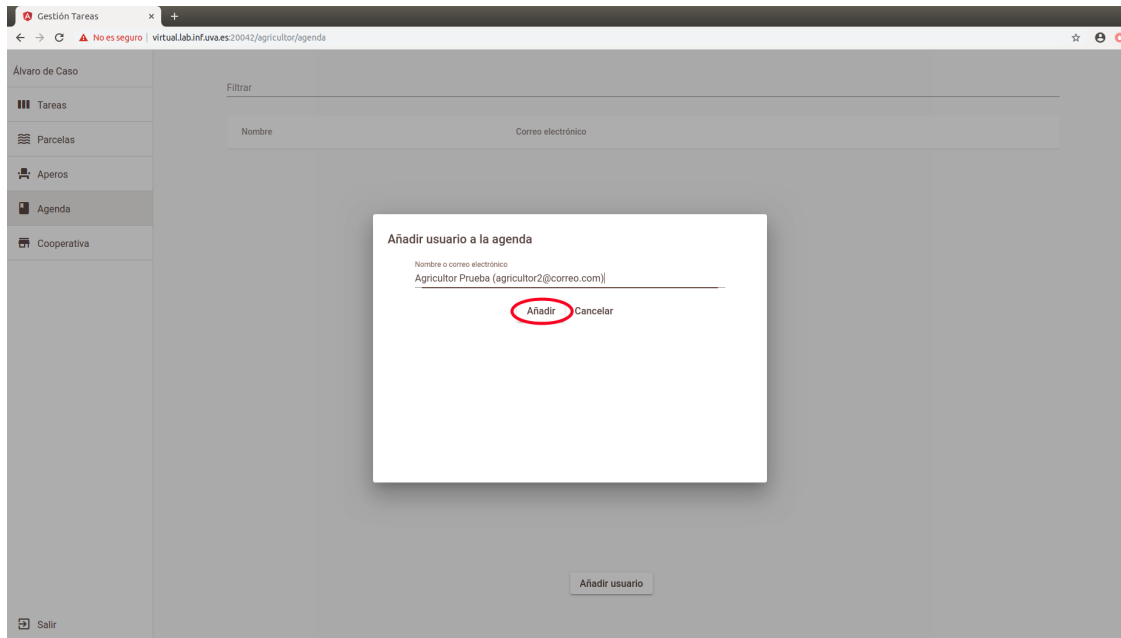 Gestión Tareas
No es seguro | virtual.lab.inf.uva.es:20042/agricultor/agenda
Álvaro de Caso
Tareas
Parcelas
Aperos
Agenda
Cooperativa
Salir
Filtrar
Nombre Correo electrónico
Añadir usuario a la agenda
Nombre o correo electrónico
Agricultor Prueba (agricultor2@correo.com)
Añadir Cancelar
Añadir usuario